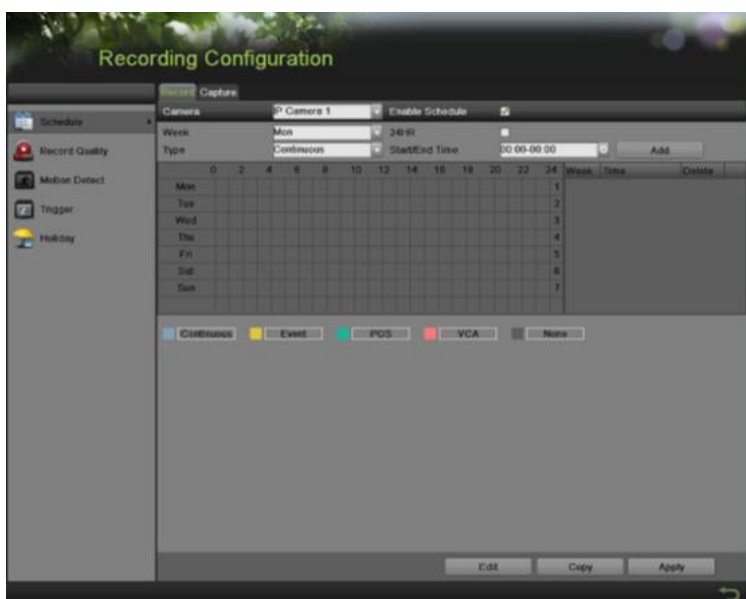 Recording Configuration
Record Capture
Camera IP Camera 1 Enable Schedule
Week Mon 24HR
Type Continuous Start/End Time 00:00-00:00 Add
0 2 4 6 8 10 12 14 16 18 20 22 24 Week Time Delete
Mon 1
Tue 2
Wed 3
Thu 4
Fri 5
Sat 6
Sun 7
Continuous Event POS VCA None
Schedule
Record Quality
Motion Detect
Trigger
Holiday
Edit Copy Apply